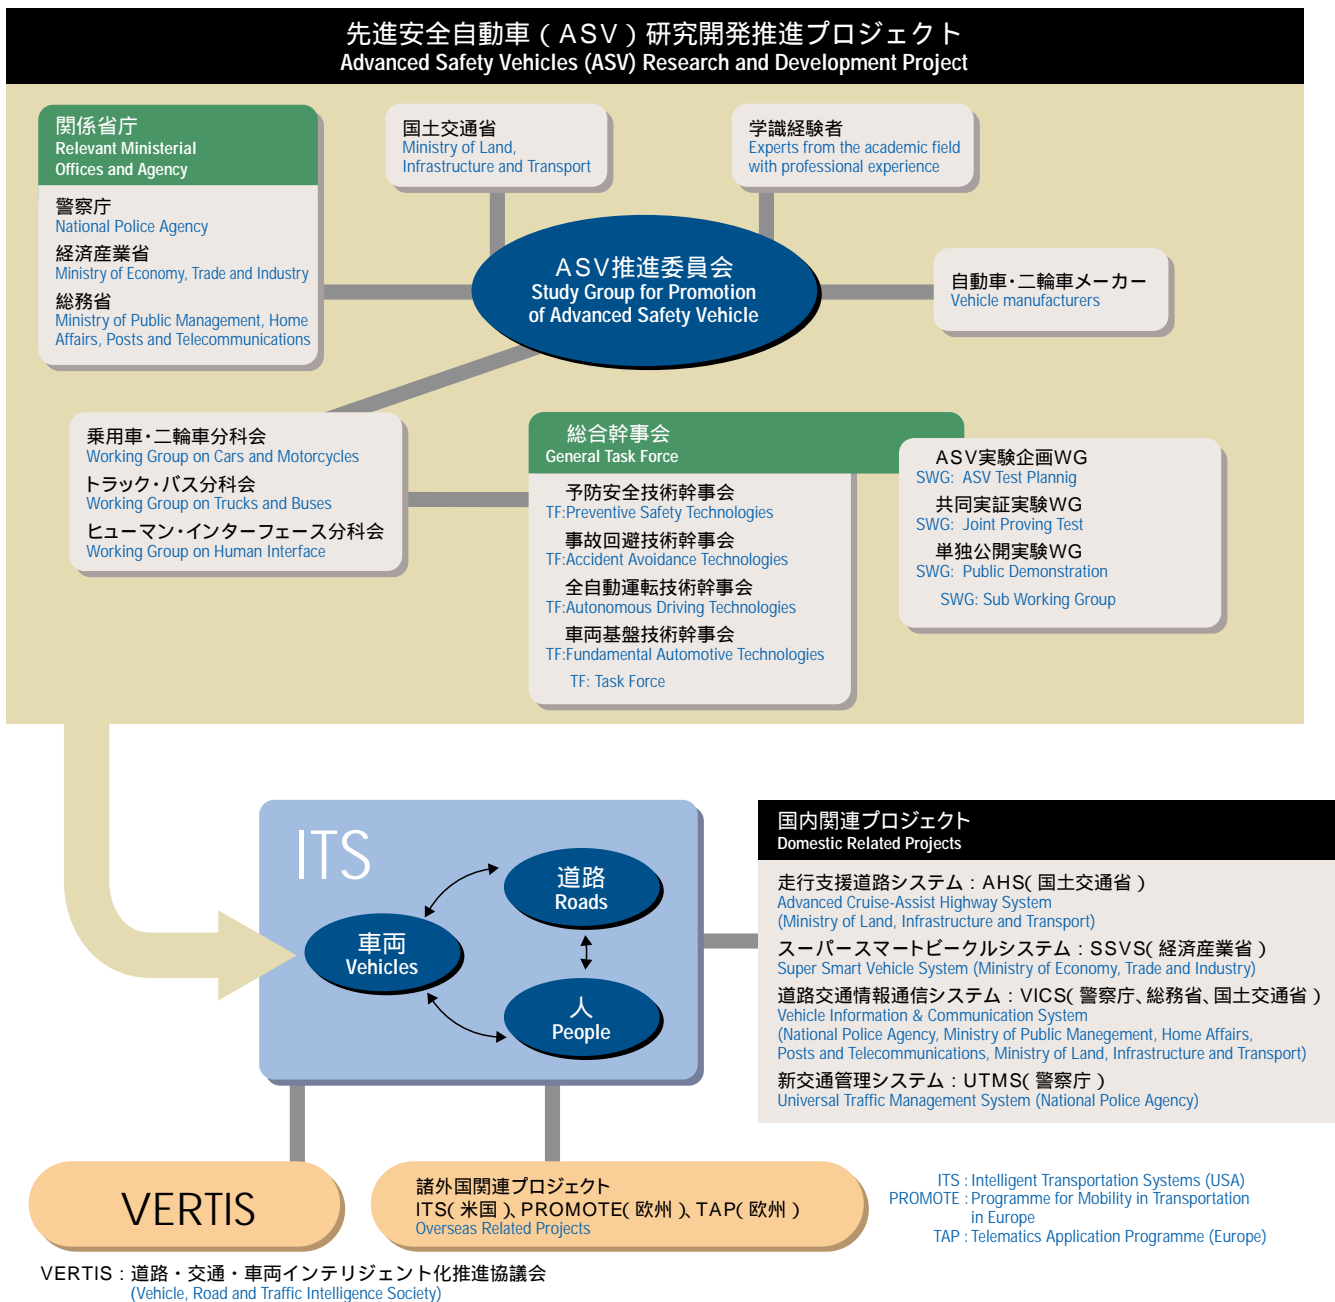 先進安全自動車（ASV）研究開発推進プロジェクト
Advanced Safety Vehicles (ASV) Research and Development Project
関係省庁
Relevant Ministerial
Offices and Agency
警察庁
National Police Agency
経済産業省
Ministry of Economy, Trade and Industry
総務省
Ministry of Public Management, Home
Affairs, Posts and Telecommunications
国土交通省
Ministry of Land,
Infrastructure and Transport
学識経験者
Experts from the academic field
with professional experience
ASV推進委員会
Study Group for Promotion
of Advanced Safety Vehicle
自動車・二輪車メーカー
Vehicle manufacturers
乗用車・二輪車分科会
Working Group on Cars and Motorcycles
トラック・バス分科会
Working Group on Trucks and Buses
ヒューマン・インターフェース分科会
Working Group on Human Interface
総合幹事会
General Task Force
予防安全技術幹事会
TF:Preventive Safety Technologies
事故回避技術幹事会
TF:Accident Avoidance Technologies
全自動運転技術幹事会
TF:Autonomous Driving Technologies
車両基盤技術幹事会
TF:Fundamental Automotive Technologies
TF: Task Force
ASV実験企画WG
SWG: ASV Test Plannig
共同実証実験WG
SWG: Joint Proving Test
単独公開実験WG
SWG: Public Demonstration
SWG: Sub Working Group
ITS
道路
Roads
車両
Vehicles
人
People
国内関連プロジェクト
Domestic Related Projects
走行支援道路システム：AHS(国土交通省)
Advanced Cruise-Assist Highway System
(Ministry of Land, Infrastructure and Transport)
スーパースマートビークルシステム：SSVS(経済産業省)
Super Smart Vehicle System (Ministry of Economy, Trade and Industry)
道路交通情報通信システム：VICS(警察庁、総務省、国土交通省)
Vehicle Information & Communication System
(National Police Agency, Ministry of Public Manegement, Home Affairs,
Posts and Telecommunications, Ministry of Land, Infrastructure and Transport)
新交通管理システム：UTMS(警察庁)
Universal Traffic Management System (National Police Agency)
VERTIS
諸外国関連プロジェクト
ITS(米国)、PROMOTE(欧州)、TAP(欧州)
Overseas Related Projects
ITS : Intelligent Transportation Systems (USA)
PROMOTE : Programme for Mobility in Transportation
in Europe
TAP : Telematics Application Programme (Europe)
VERTIS：道路・交通・車両インテリジェント化推進協議会
(Vehicle, Road and Traffic Intelligence Society)